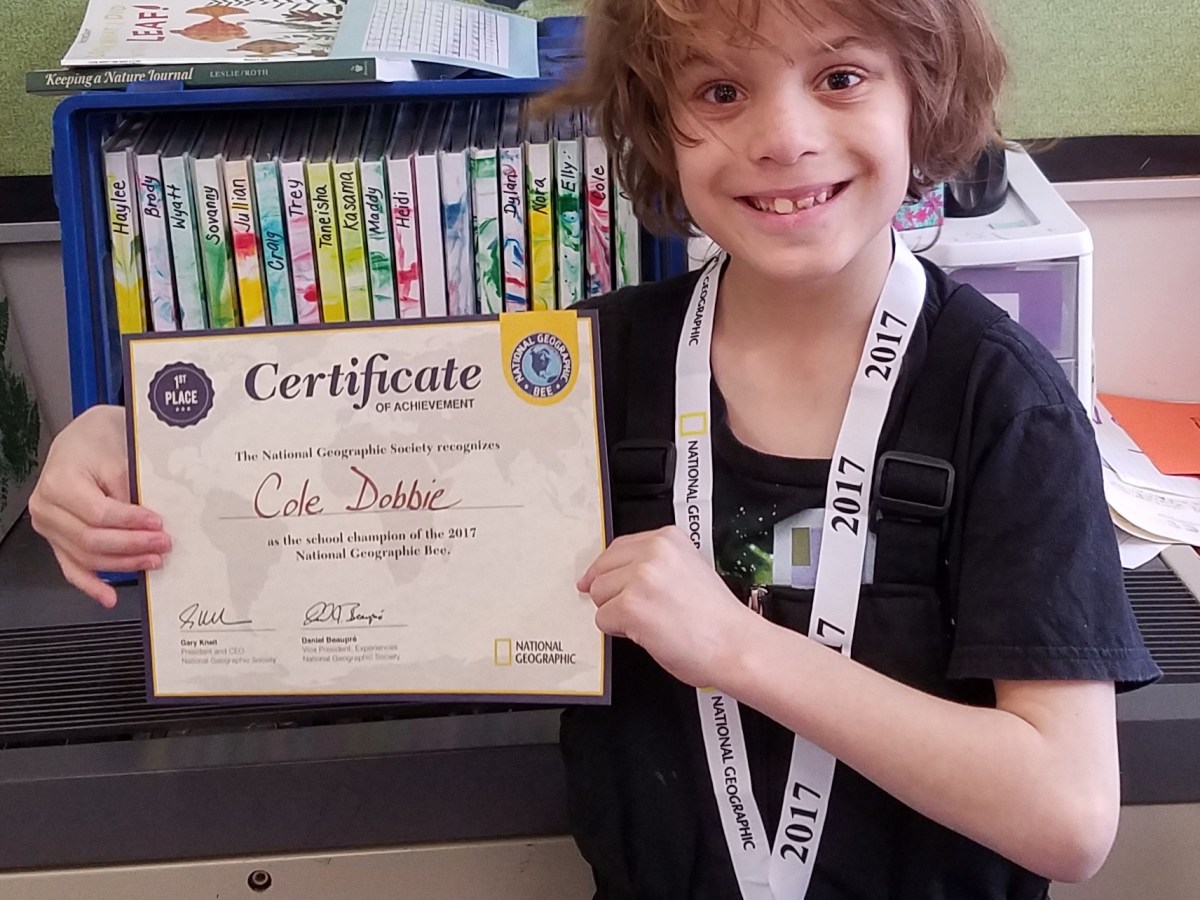 LEAF!
Keeping a Nature Journal LESLIE/ROTH
Haylee
Brody
Wyatt
Sovanny
Julian
Craig
Trey
Taneisha
Kasama
Maddy
Heidi
Dylan
Nora
Elly
Cole
1ST
PLACE
Certificate
OF ACHIEVEMENT
NATIONAL GEOGRAPHIC
BEE
The National Geographic Society recognizes
Cole Dobbie
as the school champion of the 2017
National Geographic Bee.
Gary Knell
President and CEO
National Geographic Society
Daniel Beaupré
Vice President, Experiences
National Geographic Society
NATIONAL
GEOGRAPHIC
GEOGRAPHIC
NATIONAL GEOGR
NATIONAL GEOGRAPHIC
2017
2017
2017
2017